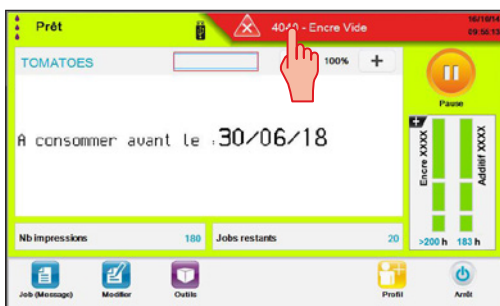 Prêt
4040 - Encre Vide
16/10/14
09:55:13
TOMATOES
100% +
Pause
A consommer avant le : 30/06/18
Encre XXXX
Additif XXXX
Nb impressions 180
Jobs restants 20
>200 h 183 h
Job (Message)
Modifier
Outils
Profil
Arrêt